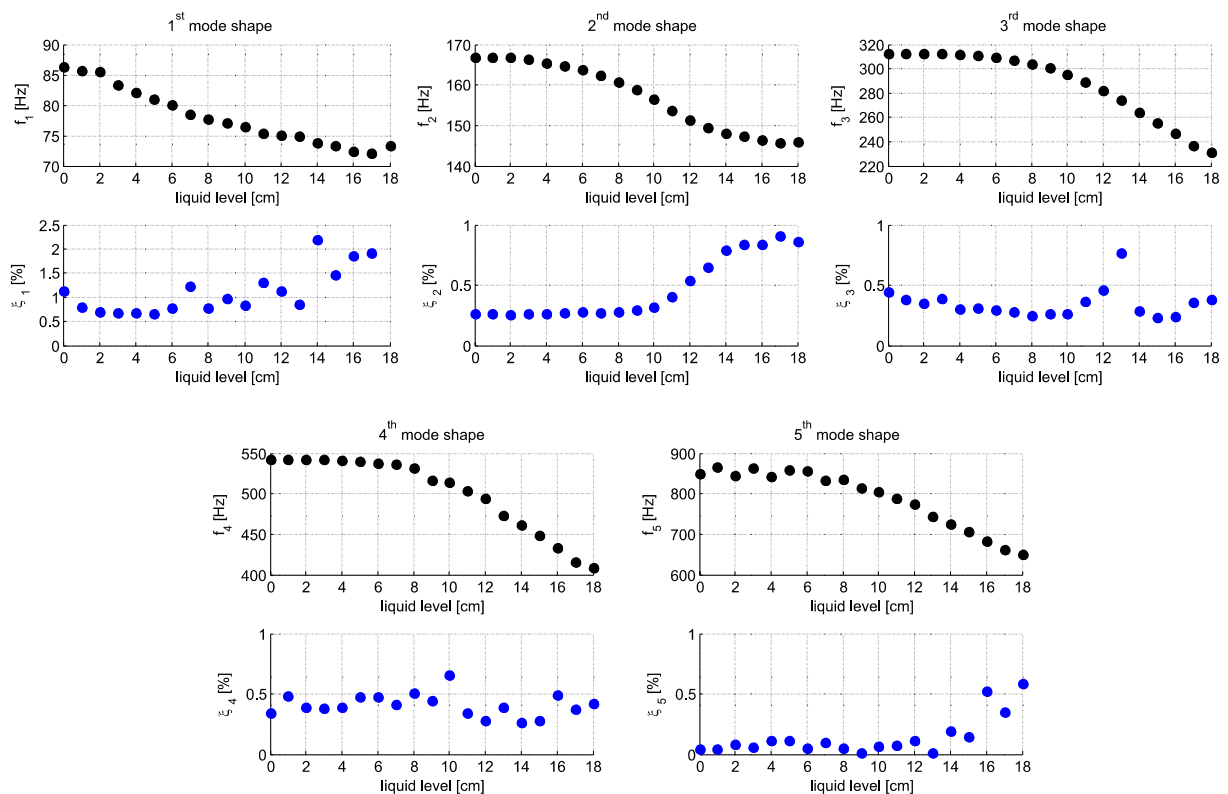 1st mode shape
2nd mode shape
3rd mode shape
90
85
80
75
70
f1 [Hz]
0 2 4 6 8 10 12 14 16 18
liquid level [cm]
170
160
150
140
f2 [Hz]
0 2 4 6 8 10 12 14 16 18
liquid level [cm]
320
300
280
260
240
220
f3 [Hz]
0 2 4 6 8 10 12 14 16 18
liquid level [cm]
2.5
2
1.5
1
0.5
0
ξ1 [%]
0 2 4 6 8 10 12 14 16 18
liquid level [cm]
1
0.5
0
ξ2 [%]
0 2 4 6 8 10 12 14 16 18
liquid level [cm]
1
0.5
0
ξ3 [%]
0 2 4 6 8 10 12 14 16 18
liquid level [cm]
4th mode shape
5th mode shape
550
500
450
400
f4 [Hz]
0 2 4 6 8 10 12 14 16 18
liquid level [cm]
900
800
700
600
f5 [Hz]
0 2 4 6 8 10 12 14 16 18
liquid level [cm]
1
0.5
0
ξ4 [%]
0 2 4 6 8 10 12 14 16 18
liquid level [cm]
1
0.5
0
ξ5 [%]
0 2 4 6 8 10 12 14 16 18
liquid level [cm]